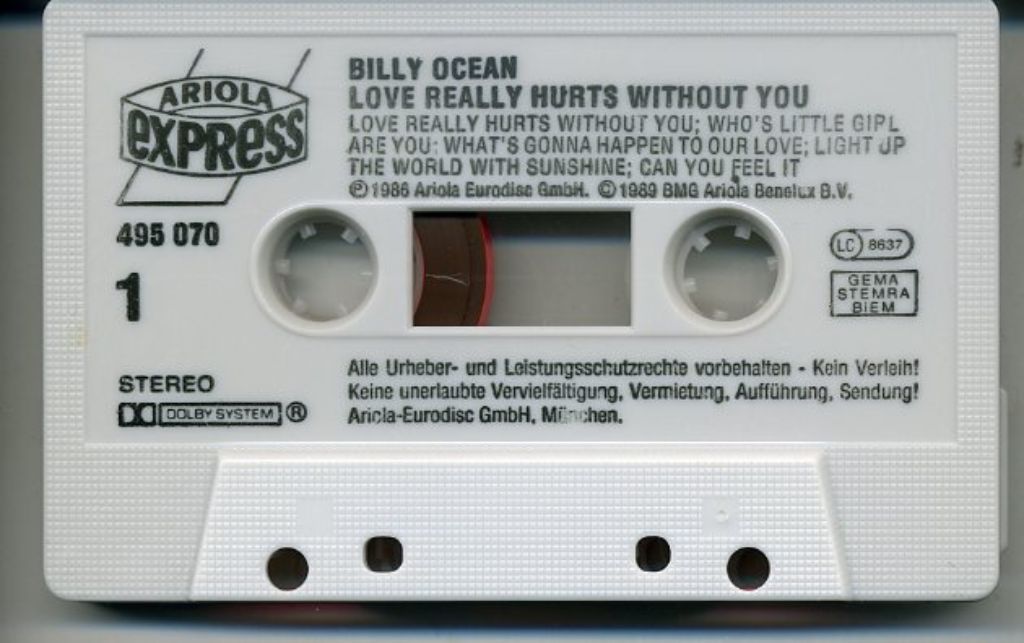 ARIOLA
EXPRESS
BILLY OCEAN
LOVE REALLY HURTS WITHOUT YOU
LOVE REALLY HURTS WITHOUT YOU; WHO'S LITTLE GIRL
ARE YOU; WHAT'S GONNA HAPPEN TO OUR LOVE; LIGHT UP
THE WORLD WITH SUNSHINE; CAN YOU FEEL IT
℗ 1986 Ariola Eurodisc GmbH. © 1989 BMG Ariola Benelux B.V.
495 070
1
LC 8637
GEMA
STEMRA
BIEM
STEREO
DOLBY SYSTEM ®
Alle Urheber- und Leistungsschutzrechte vorbehalten - Kein Verleih!
Keine unerlaubte Vervielfältigung, Vermietung, Aufführung, Sendung!
Ariola-Eurodisc GmbH, München.